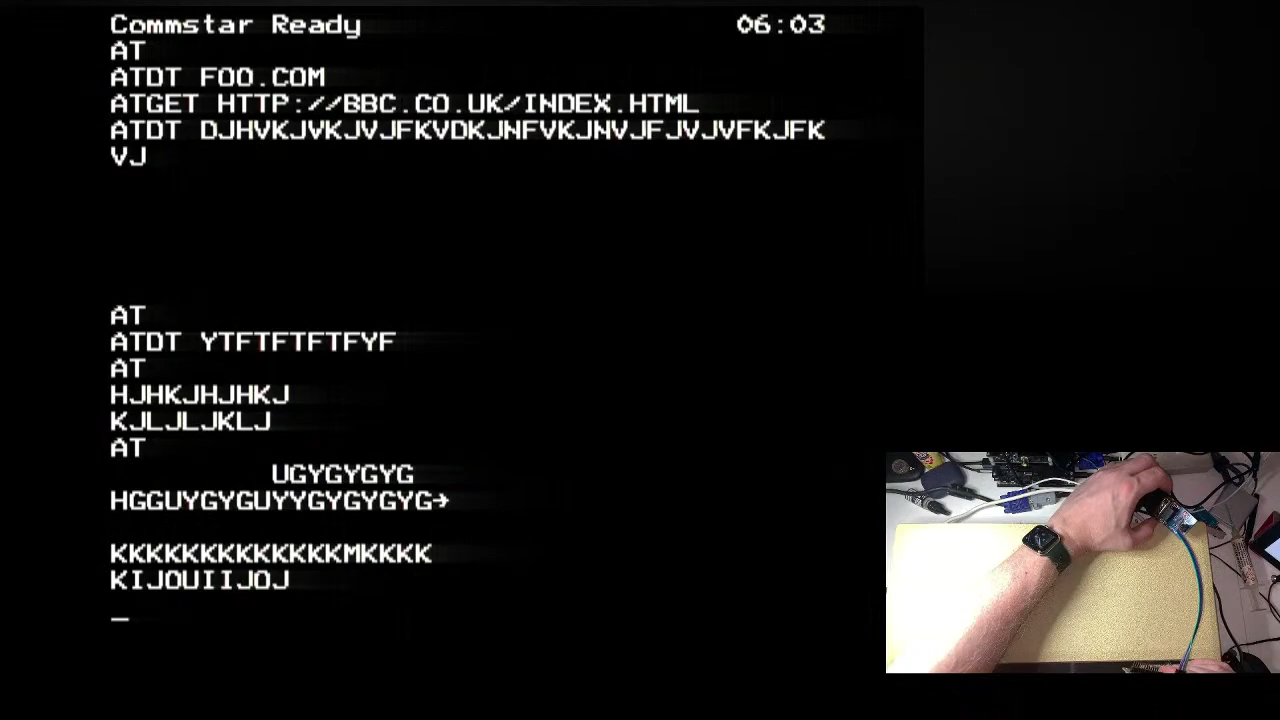 Commstar Ready 06:03
AT
ATDT FOO.COM
ATGET HTTP://BBC.CO.UK/INDEX.HTML
ATDT DJHVKJVKJVJFKVDKJNFVKJNVJFJVJVFKJFK
VJ
AT
ATDT YTFTFTFTFYF
AT
HJHKJHJHKJ
KJLJLJKLJ
AT
UGYGYGYG
HGGUYGYGUYYGYGYGYG→
KKKKKKKKKKKKKMKKKK
KIJOUIIJOJ
_